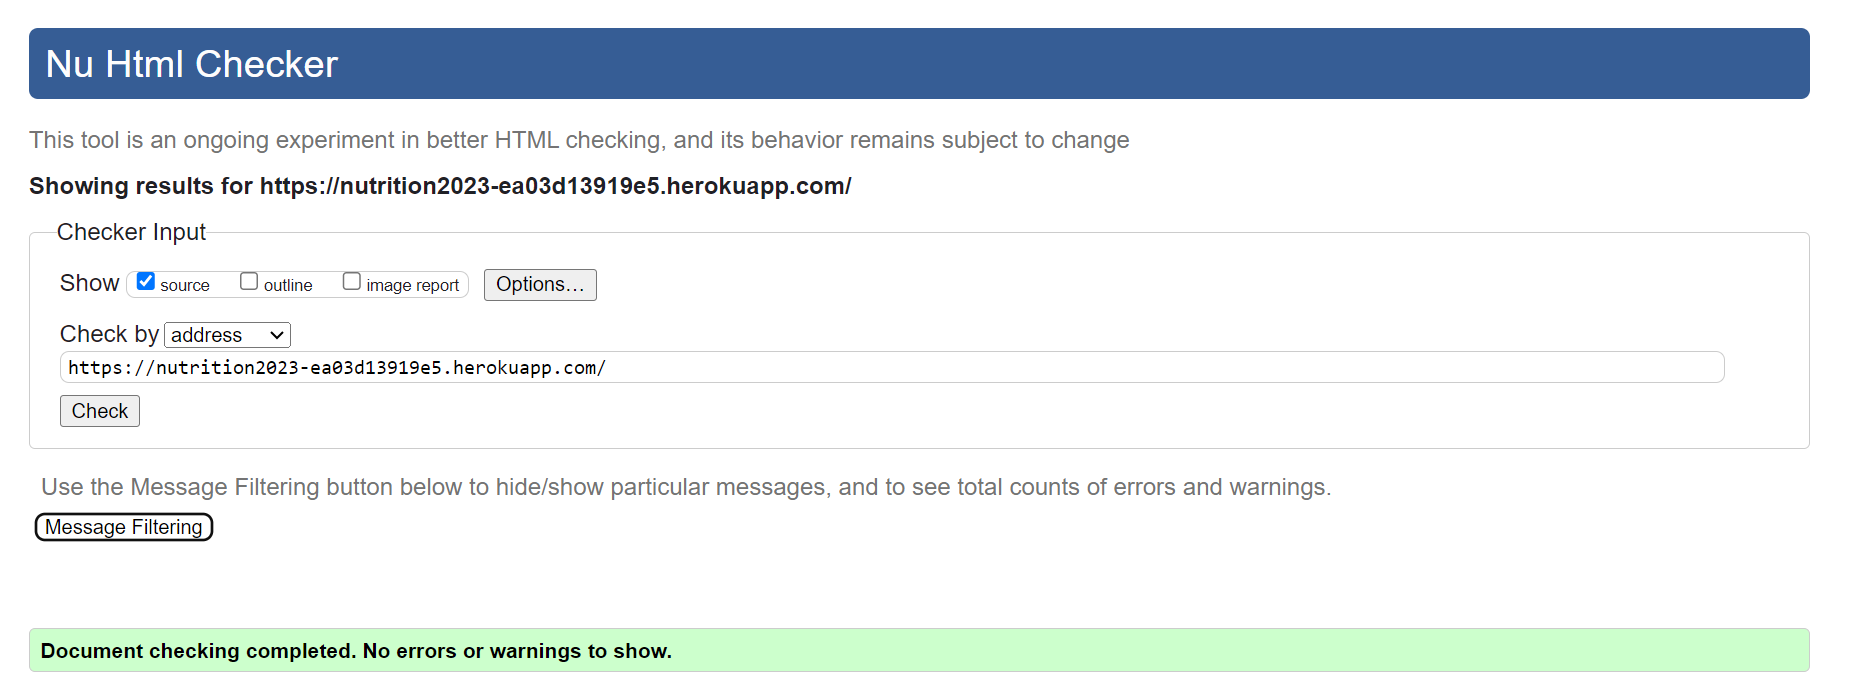 Nu Html Checker
This tool is an ongoing experiment in better HTML checking, and its behavior remains subject to change
Showing results for https://nutrition2023-ea03d13919e5.herokuapp.com/
Checker Input
Show source outline image report Options...
Check by address
https://nutrition2023-ea03d13919e5.herokuapp.com/
Check
Use the Message Filtering button below to hide/show particular messages, and to see total counts of errors and warnings.
Message Filtering
Document checking completed. No errors or warnings to show.